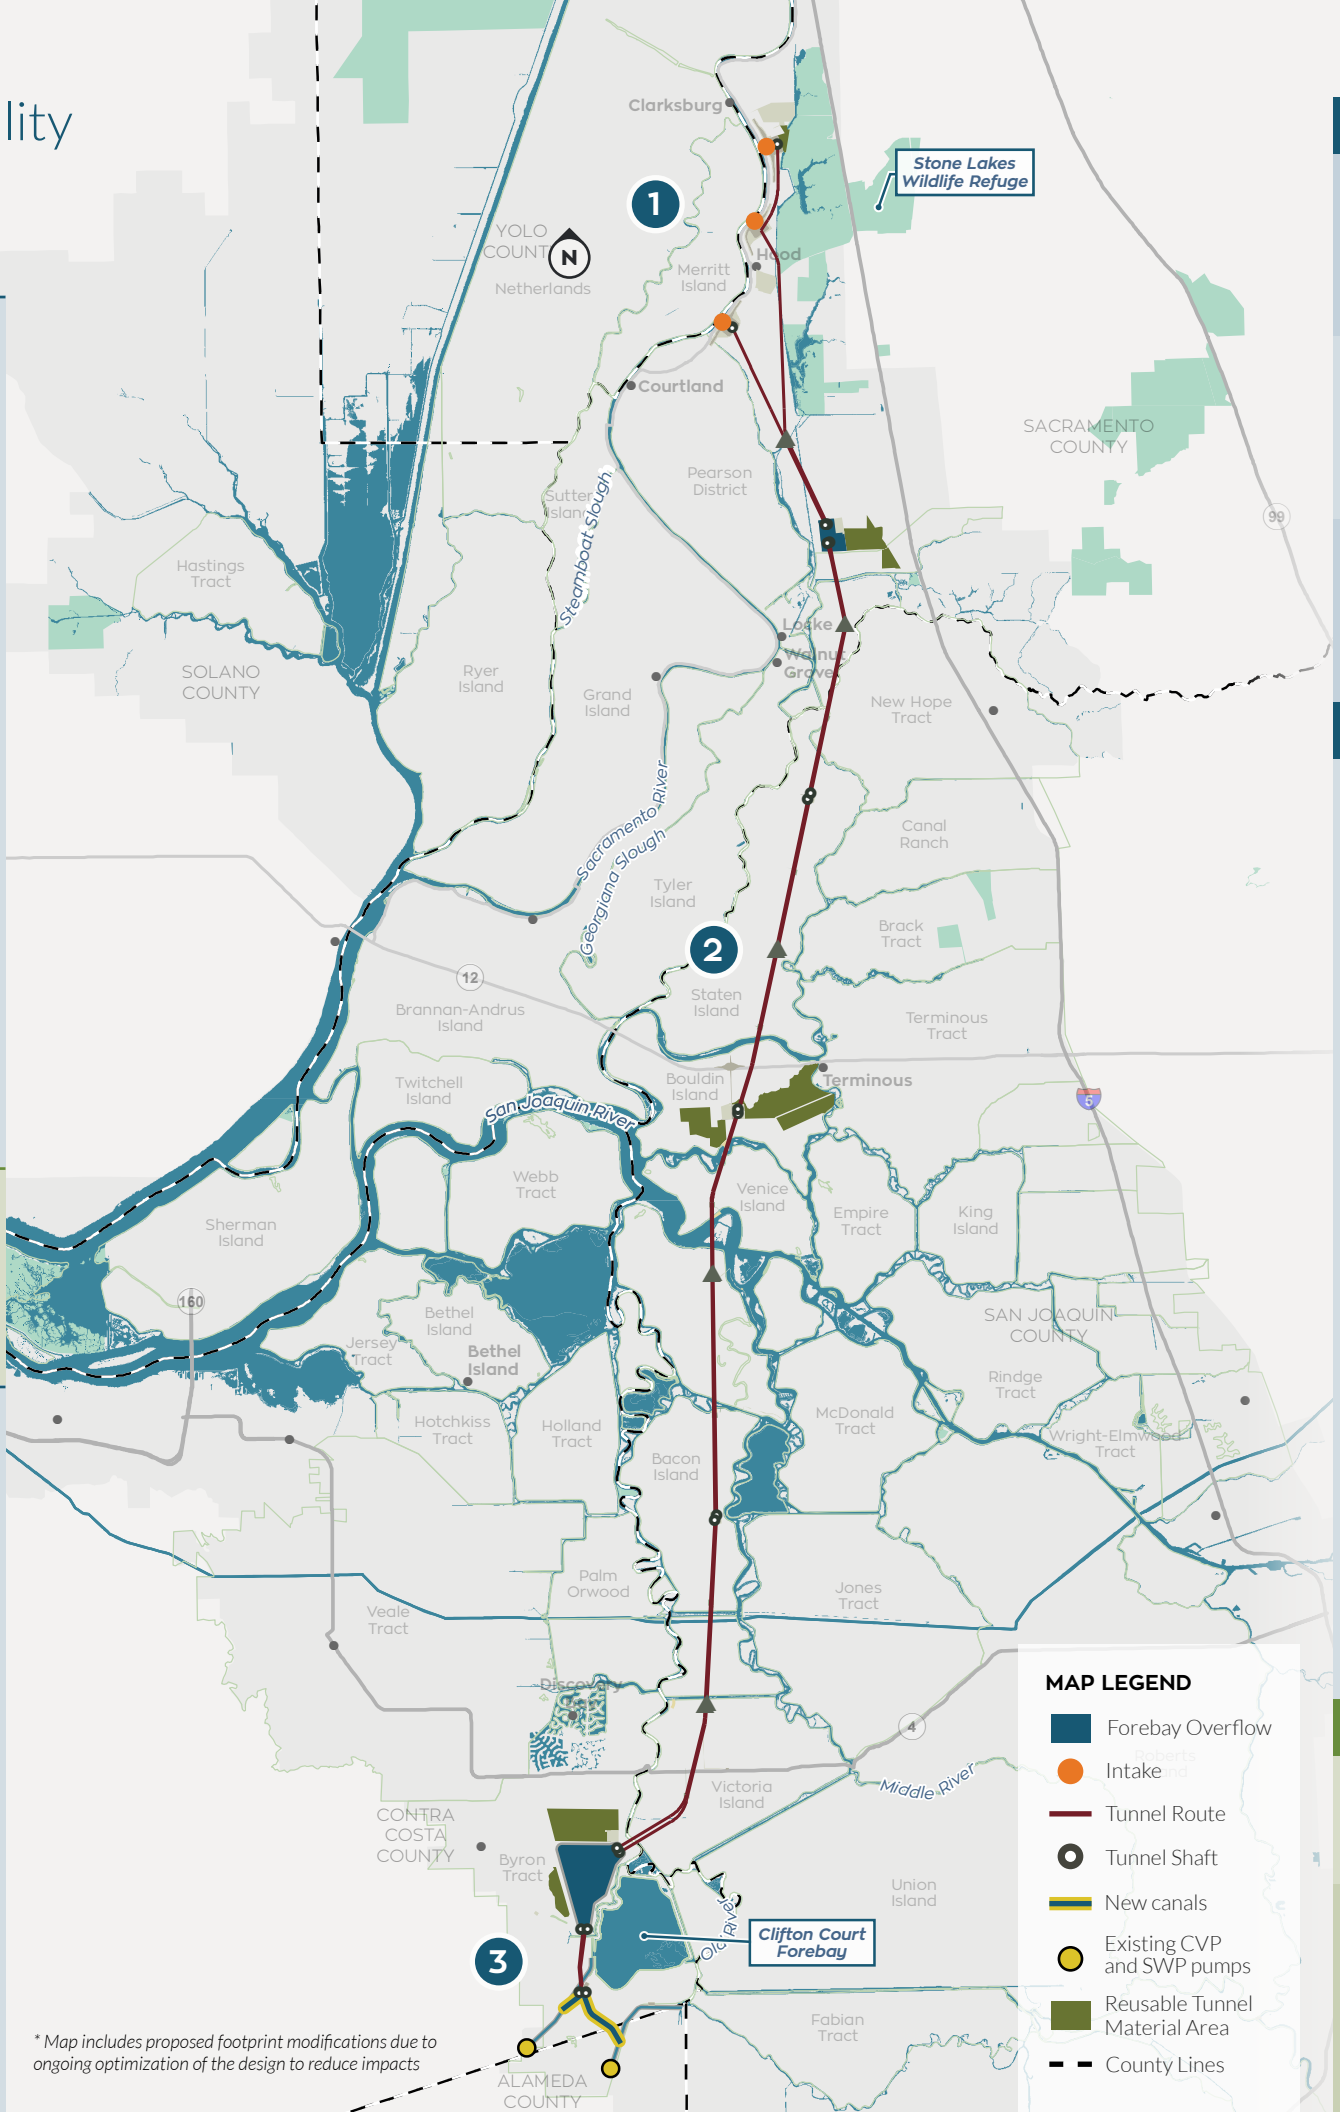 lity
Clarksburg
Stone Lakes
Wildlife Refuge
1
YOLO
COUNT
N
Netherlands
Merritt
Island
Hood
Courtland
SACRAMENTO
COUNTY
Pearson
District
Sutter
Island
Steamboat Slough
99
Hastings
Tract
Locke
Walnut
Grove
SOLANO
COUNTY
Ryer
Island
Grand
Island
New Hope
Tract
Sacramento River
Georgiana Slough
Canal
Ranch
Tyler
Island
Brack
Tract
2
12
Staten
Island
Brannan-Andrus
Island
Terminous
Tract
Twitchell
Island
Bouldin
Island
Terminous
5
San Joaquin River
Webb
Tract
Venice
Island
Empire
Tract
King
Island
Sherman
Island
160
Bethel
Island
SAN JOAQUIN
COUNTY
Jersey
Tract
Bethel
Island
Rindge
Tract
Hotchkiss
Tract
Holland
Tract
McDonald
Tract
Wright-Elmwood
Tract
Bacon
Island
Palm
Orwood
Jones
Tract
Veale
Tract
Discovery
4
Middle River
Victoria
Island
CONTRA
COSTA
COUNTY
Byron
Tract
Union
Island
Old River
Clifton Court
Forebay
3
Fabian
Tract
ALAMEDA
COUNTY
* Map includes proposed footprint modifications due to
ongoing optimization of the design to reduce impacts
MAP LEGEND
Forebay Overflow
Roberts
Intake
Tunnel Route
Tunnel Shaft
New canals
Existing CVP
and SWP pumps
Reusable Tunnel
Material Area
County Lines